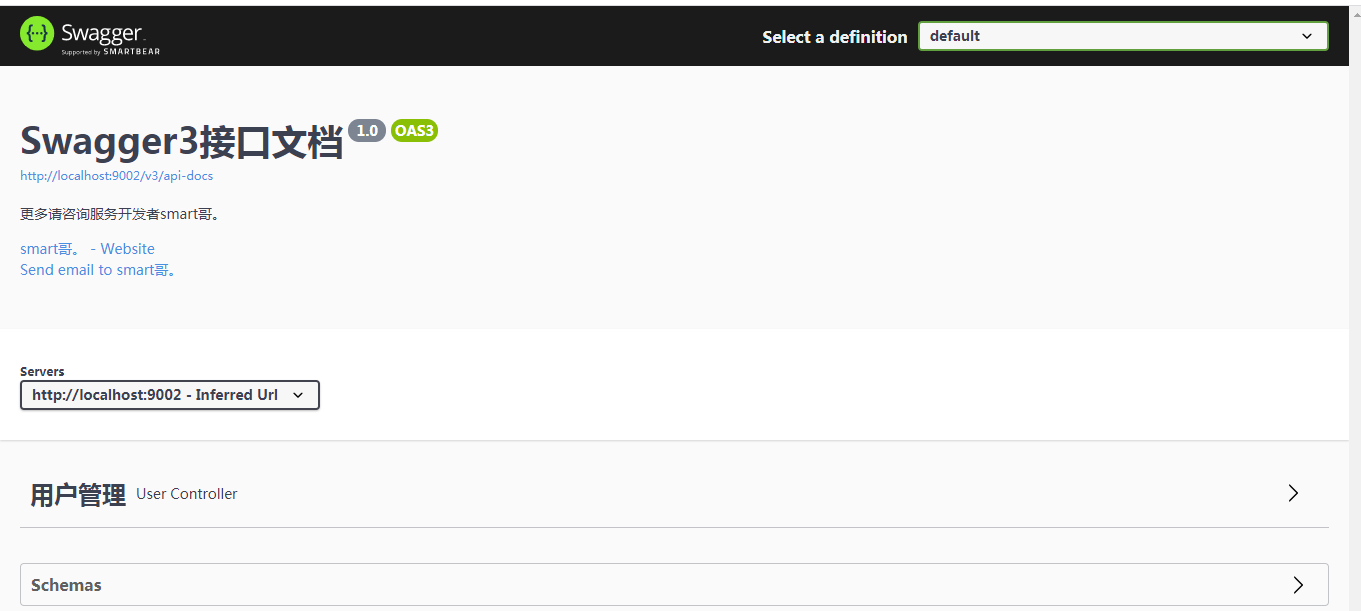 Swagger
Supported by SMARTBEAR
Select a definition
default
Swagger3接口文档 1.0 OAS3
http://localhost:9002/v3/api-docs
更多请咨询服务开发者smart哥。
smart哥。 - Website
Send email to smart哥。
Servers
http://localhost:9002 - Inferred Url
用户管理 User Controller
Schemas